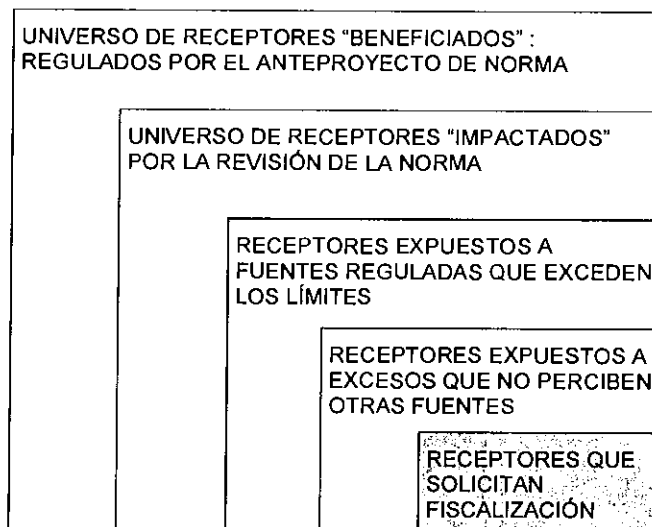 UNIVERSO DE RECEPTORES “BENEFICIADOS” :
REGULADOS POR EL ANTEPROYECTO DE NORMA
UNIVERSO DE RECEPTORES “IMPACTADOS”
POR LA REVISIÓN DE LA NORMA
RECEPTORES EXPUESTOS A
FUENTES REGULADAS QUE EXCEDEN
LOS LÍMITES
RECEPTORES EXPUESTOS A
EXCESOS QUE NO PERCIBEN
OTRAS FUENTES
RECEPTORES QUE
SOLICITAN
FISCALIZACIÓN